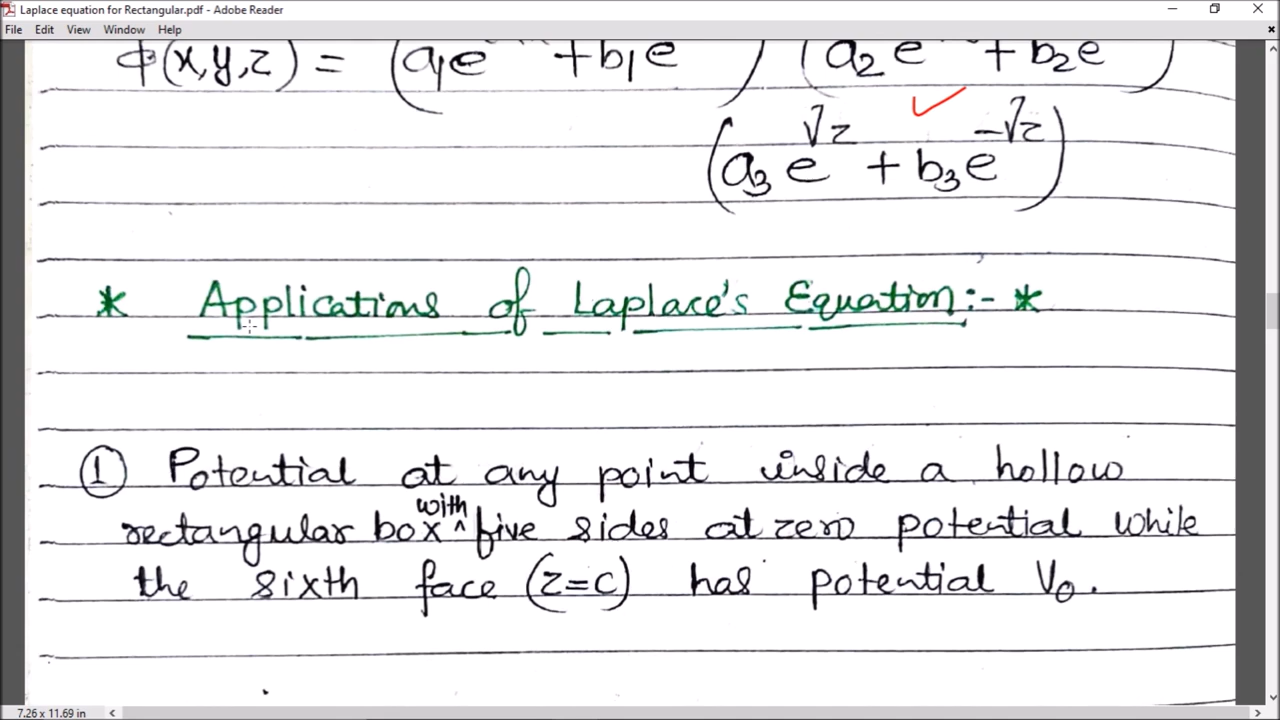 Laplace equation for Rectangular.pdf - Adobe Reader
File Edit View Window Help
ϕ(x,y,z) = (a₁e + b₁e ) (a₂e + b₂e )
(a₃e^√z + b₃e^-√z)
* Applications of Laplace's Equation:- *
① Potential at any point inside a hollow
rectangular box with^ five sides at zero potential while
the sixth face (z=c) has potential V₀.
7.26 x 11.69 in